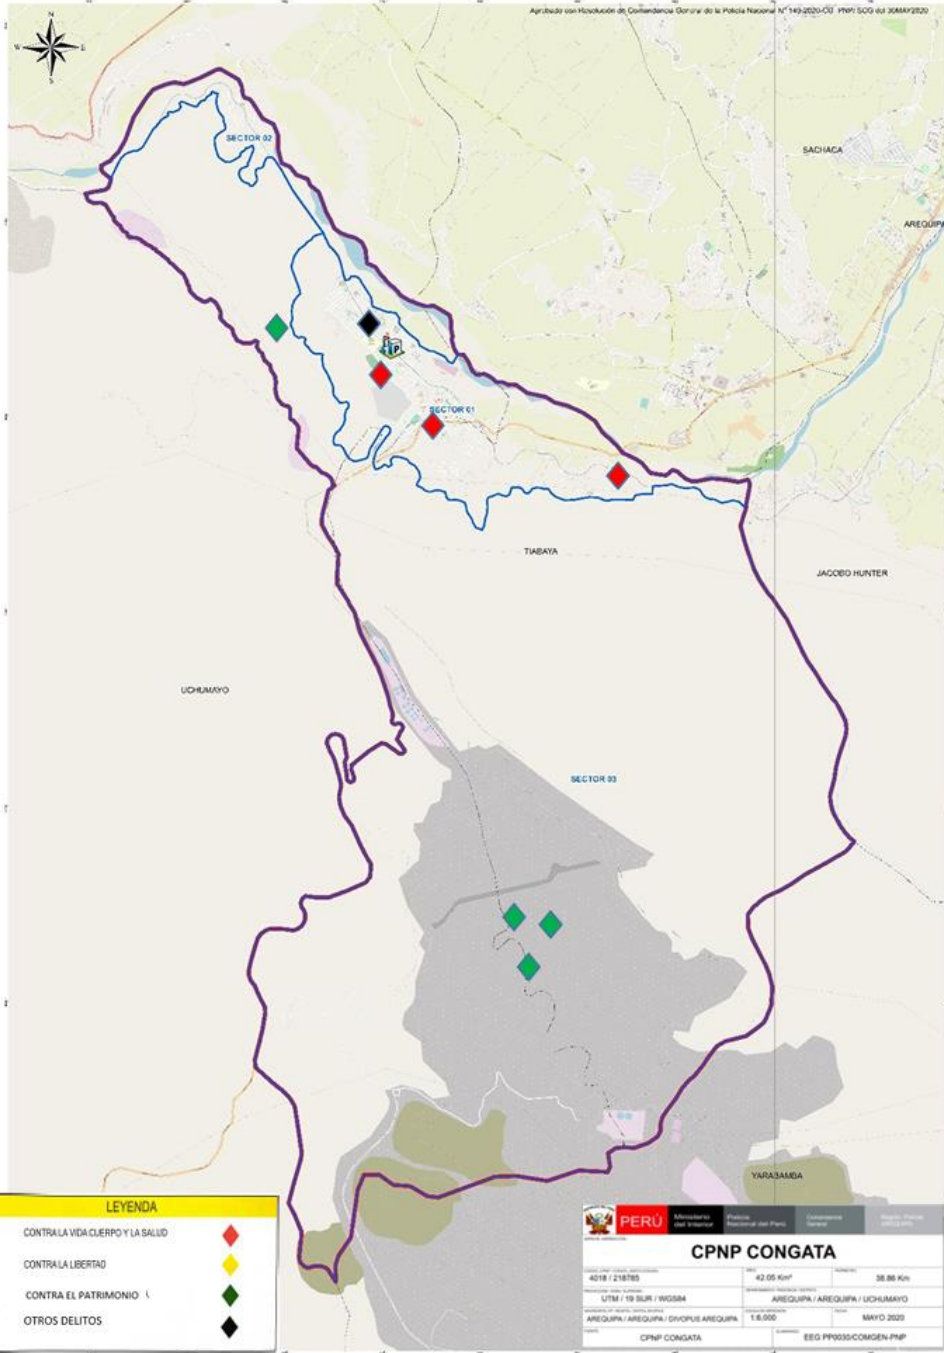 Aprobado con Resolución de Comandancia General de la Policía Nacional N° 149-2020-CG PNP/ SCG del 30MAY2020
N
W E
S
SECTOR 02
SACHACA
AREQUIPA
SECTOR 01
TIABAYA
JACOBO HUNTER
UCHUMAYO
SECTOR 03
YARABAMBA
LEYENDA
CONTRA LA VIDA CUERPO Y LA SALUD
CONTRA LA LIBERTAD
CONTRA EL PATRIMONIO \
OTROS DELITOS
PERÚ Ministerio del Interior Policía Nacional del Perú Comandancia General
CPNP CONGATA
4018 / 218785 42.05 Km² 38.86 Km
UTM / 19 SUR / WGS84 AREQUIPA / AREQUIPA / UCHUMAYO
AREQUIPA / AREQUIPA / DIVOPUS AREQUIPA 1:6,000 MAYO 2020
CPNP CONGATA EEG PP0030/COMGEN-PNP